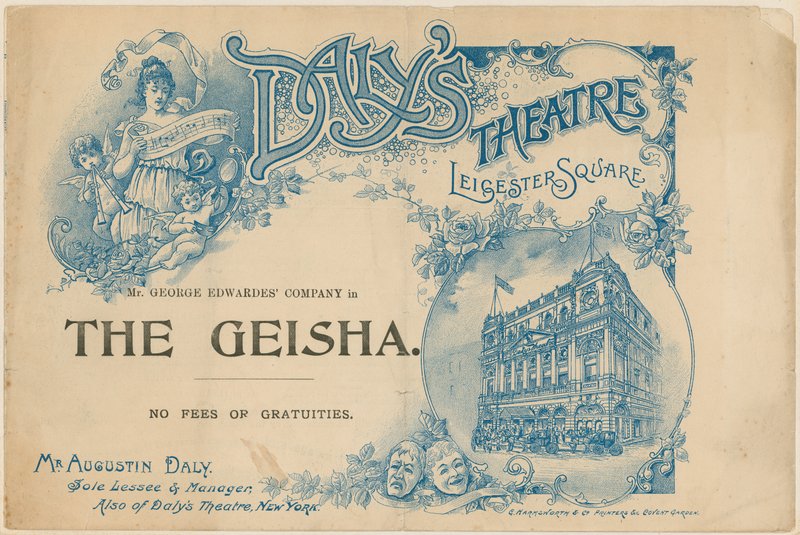 DALY'S
THEATRE
LEICESTER SQUARE
Mr. GEORGE EDWARDES' COMPANY in
THE GEISHA.
NO FEES OR GRATUITIES.
MR AUGUSTIN DALY.
Sole Lessee & Manager,
Also of Daly's Theatre, NEW YORK.
S. HARMSWORTH & Co PRINTERS &c COVENT GARDEN.